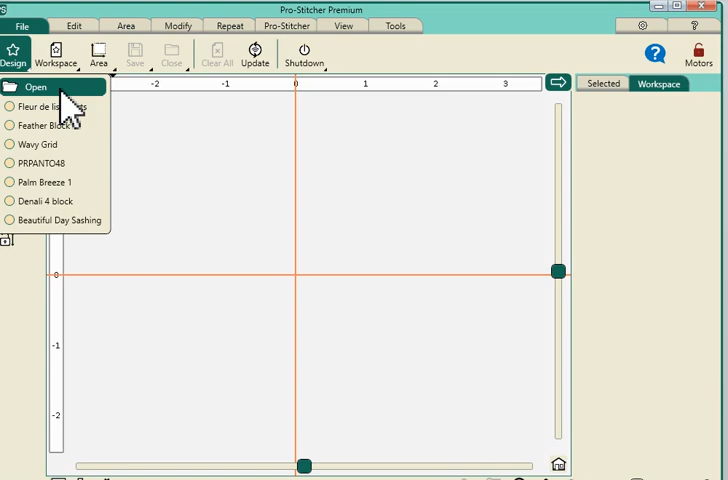 Pro-Stitcher Premium
File Edit Area Modify Repeat Pro-Stitcher View Tools ?
Design Workspace Area Save Close Clear All Update Shutdown ? Motors
Open
Feather Block
Wavy Grid
PRPANTO48
Palm Breeze 1
Denali 4 block
Beautiful Day Sashing
-2 -1 0 1 2 3
Selected Workspace
0
-1
-2